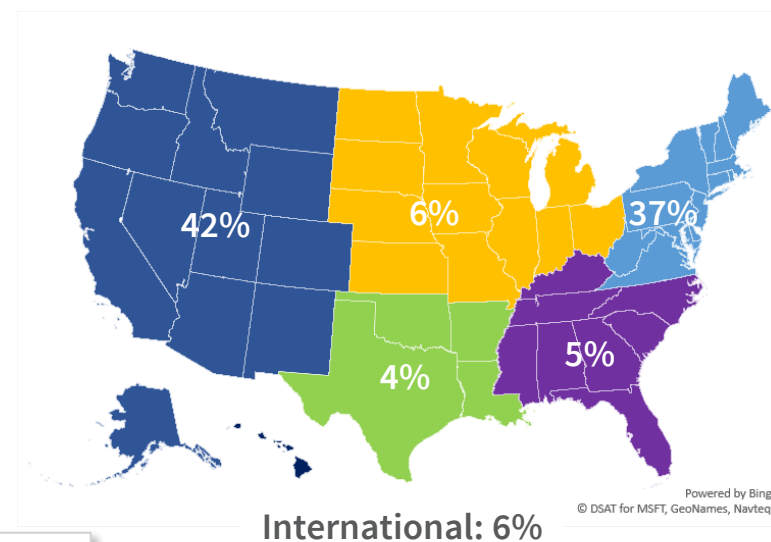 42%
6%
37%
4%
5%
Powered by Bing
© DSAT for MSFT, GeoNames, Navteq
International: 6%